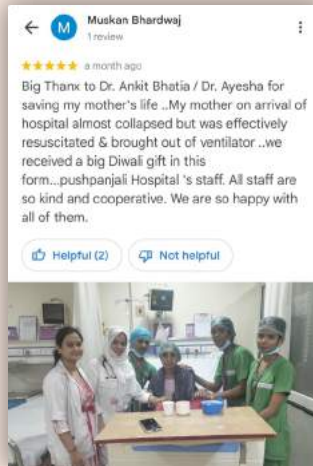 Muskan Bhardwaj
M
1 review
a month ago
Big Thanx to Dr. Ankit Bhatia / Dr. Ayesha for
saving my mother's life ..My mother on arrival of
hospital almost collapsed but was effectively
resuscitated & brought out of ventilator ..we
received a big Diwali gift in this
form...pushpanjali Hospital 's staff. All staff are
so kind and cooperative. We are so happy with
all of them.
Helpful (2) Not helpful